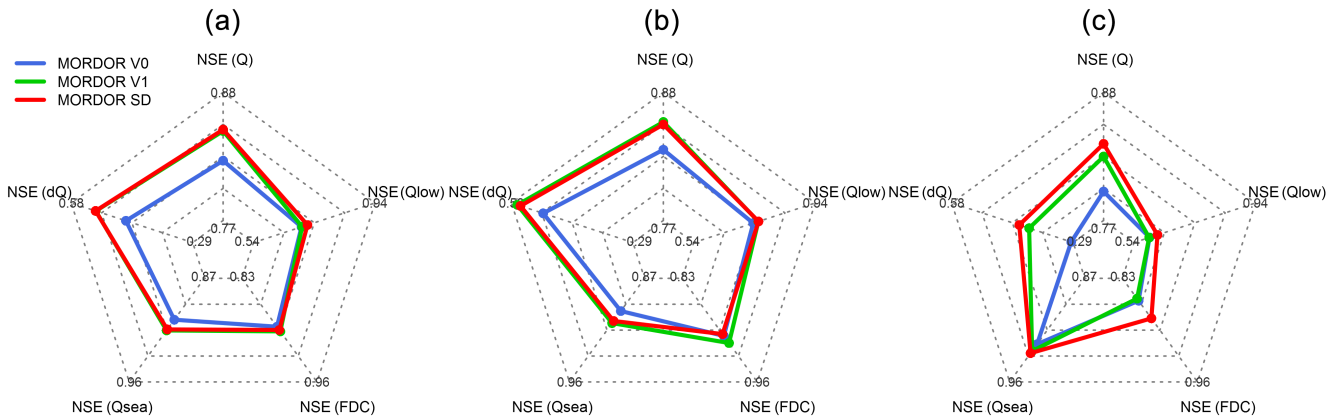 (a)
(b)
(c)
MORDOR V0
MORDOR V1
MORDOR SD
NSE (Q)
0.88
NSE (dQ)
0.58
NSE (Qlow)
0.94
0.77
0.29
0.54
0.87
0.83
0.96
0.96
NSE (Qsea)
NSE (FDC)
NSE (Q)
0.88
NSE (dQ)
NSE (Qlow)
0.94
0.77
0.29
0.54
0.87
0.83
0.96
0.96
NSE (Qsea)
NSE (FDC)
NSE (Q)
0.88
NSE (dQ)
0.58
NSE (Qlow)
0.94
0.77
0.29
0.54
0.87
0.83
0.96
0.96
NSE (Qsea)
NSE (FDC)